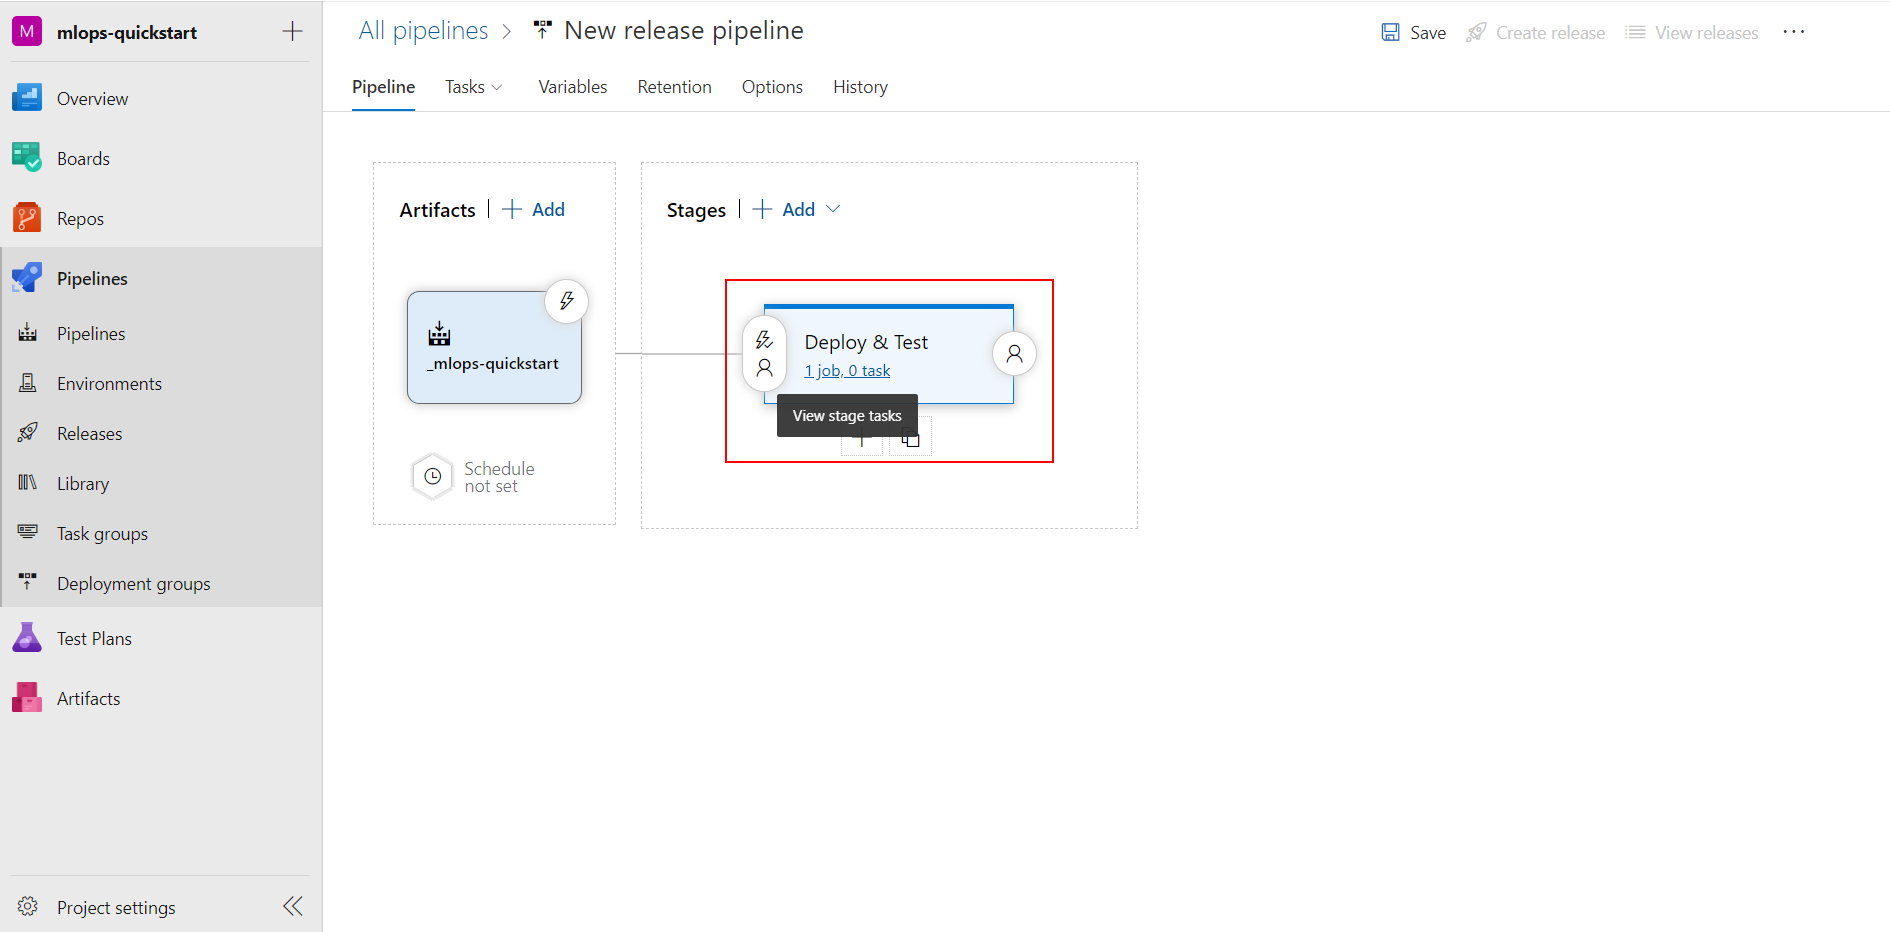 M mlops-quickstart
Overview
Boards
Repos
Pipelines
Pipelines
Environments
Releases
Library
Task groups
Deployment groups
Test Plans
Artifacts
Project settings
All pipelines > New release pipeline
Save Create release View releases ...
Pipeline Tasks Variables Retention Options History
Artifacts | + Add
_mlops-quickstart
Schedule
not set
Stages | + Add
Deploy & Test
1 job, 0 task
View stage tasks